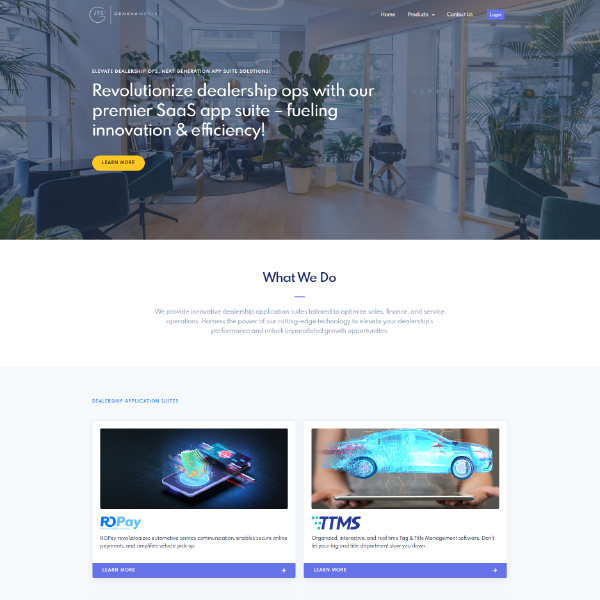 GENEHAMEDIA
Home
Products
Contact Us
Login
ELEVATE DEALERSHIP OPS, NEXT GENERATION APP SUITE SOLUTIONS!
Revolutionize dealership ops with our
premier SaaS app suite – fueling
innovation & efficiency!
LEARN MORE
What We Do
We provide innovative dealership application suites tailored to optimize sales, finance, and service
operations. Harness the power of our cutting-edge technology to elevate your dealership's
performance and unlock unparalleled growth opportunities.
DEALERSHIP APPLICATION SUITES
ROPay
ROPay revolutionizes automotive service communication, enables secure online
payments, and simplifies vehicle pick-up.
LEARN MORE
TTMS
Organized, interactive, and real time Tag & Title Management software. Don't
let your tag and title department slow you down.
LEARN MORE